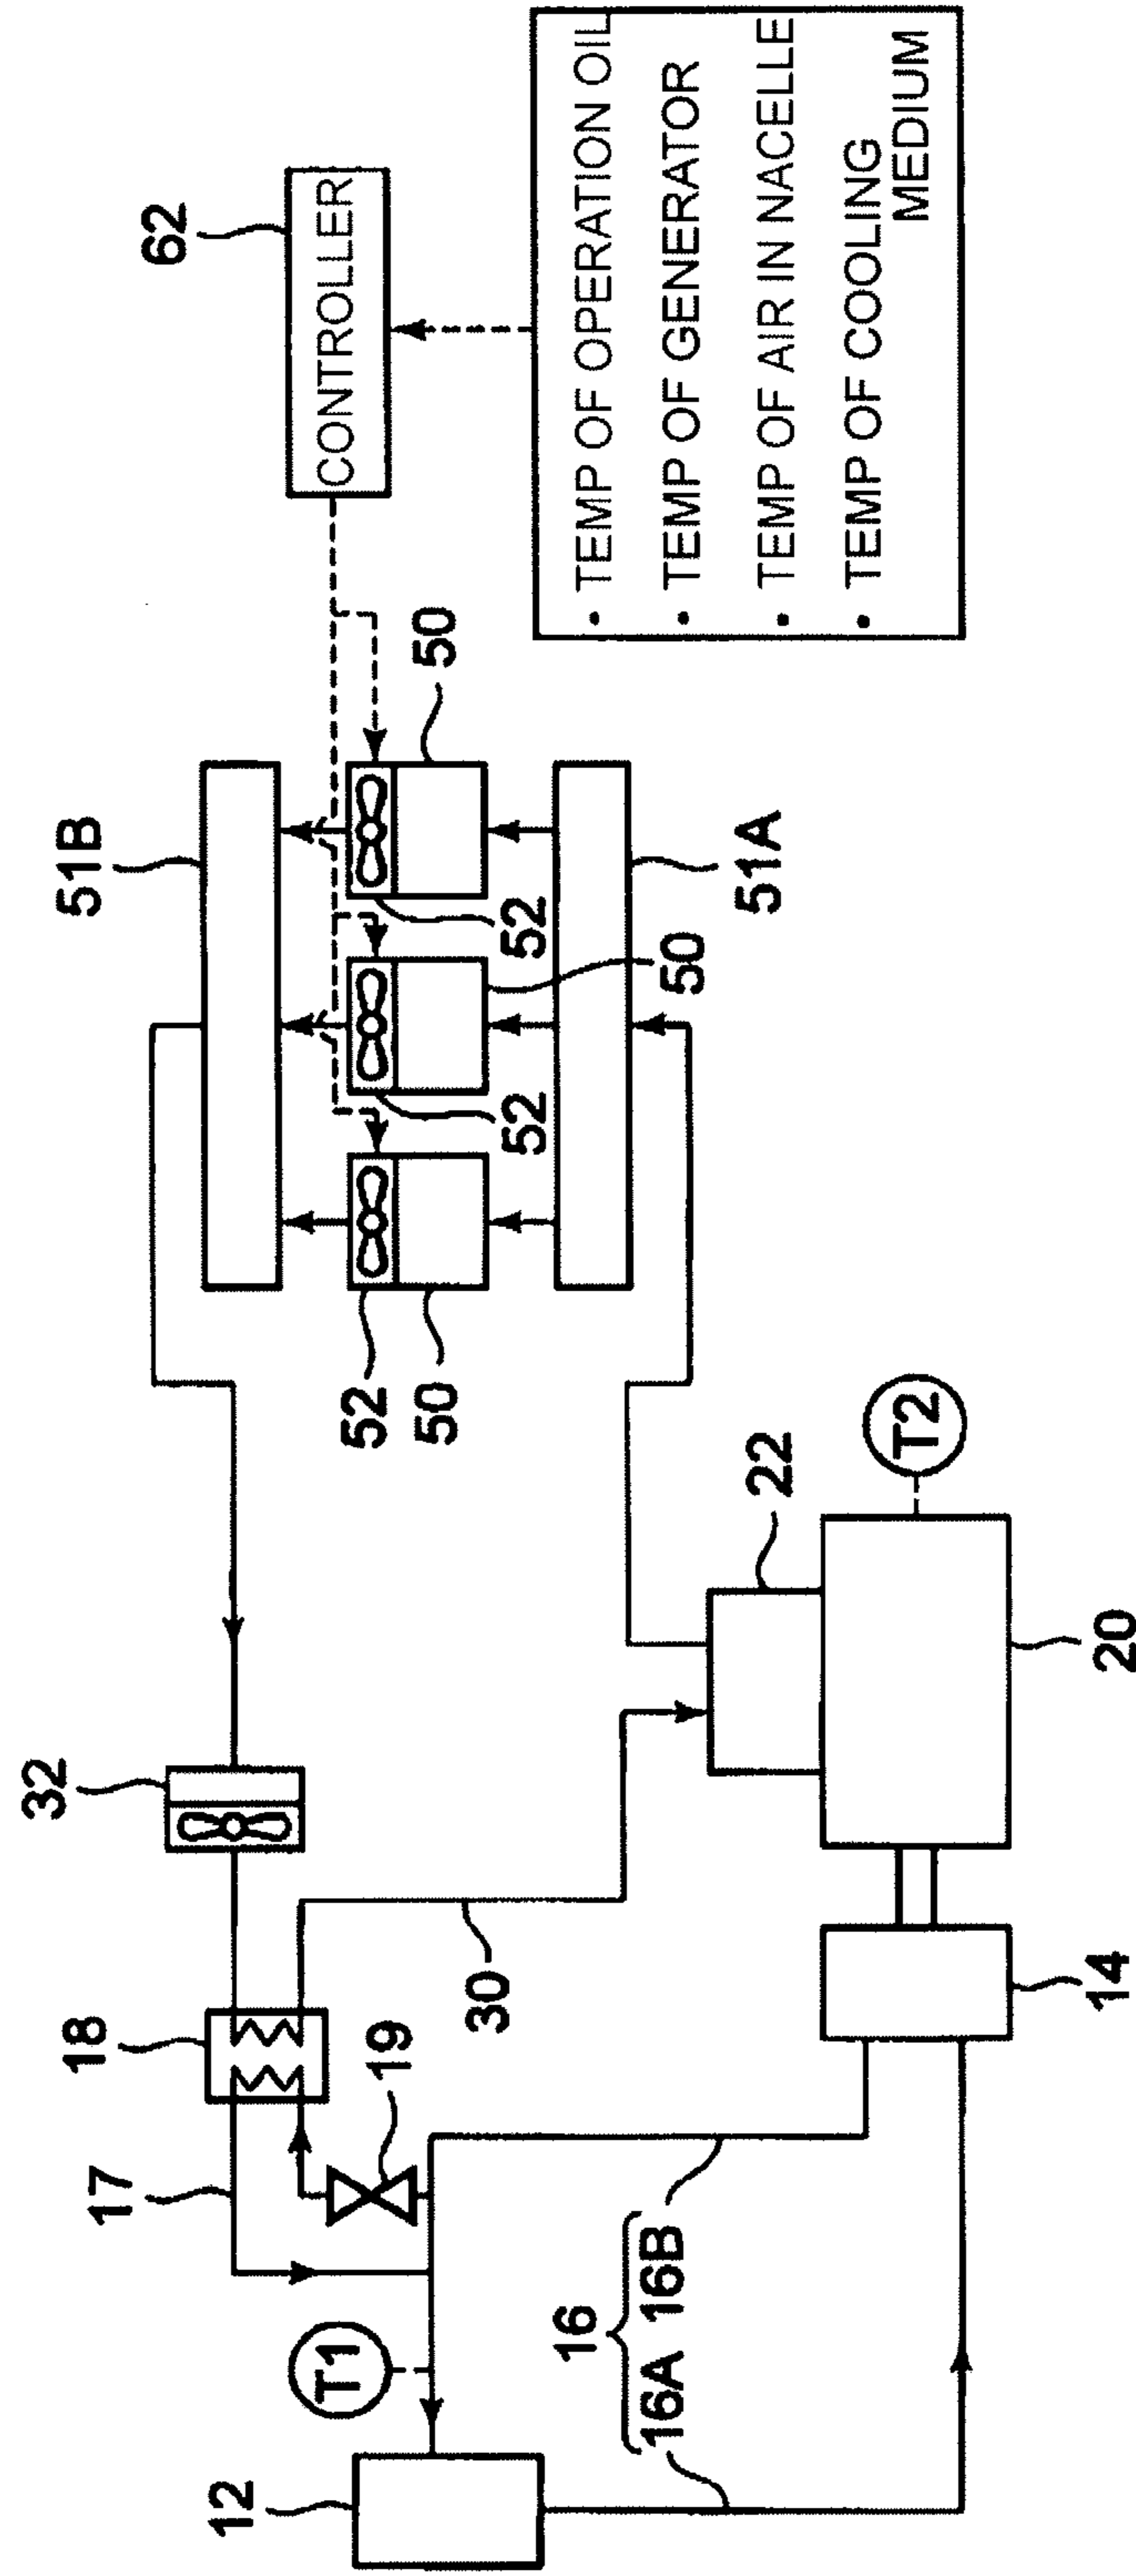 32
51B
62
CONTROLLER
18
17
19
30
T1
12
16
16A 16B
14
20
22
T2
52
50
52
50
52
50
51A
• TEMP OF OPERATION OIL
• TEMP OF GENERATOR
• TEMP OF AIR IN NACELLE
• TEMP OF COOLING
MEDIUM